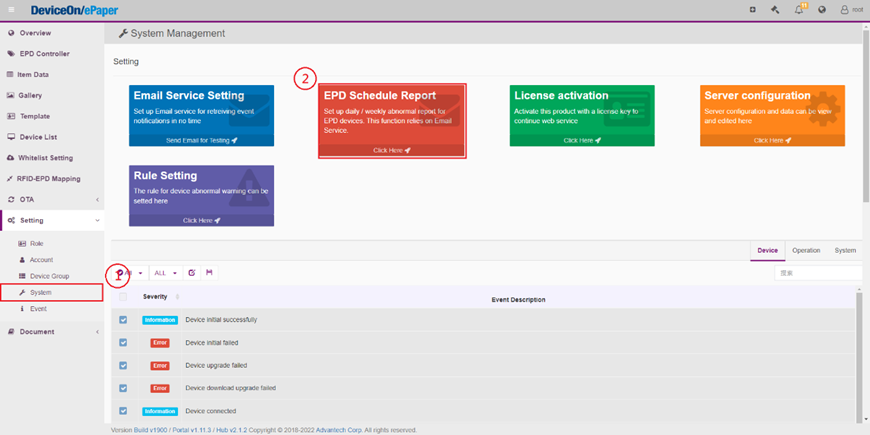 DeviceOn/ePaper
11
root
Overview
EPD Controller
Item Data
Gallery
Template
Device List
Whitelist Setting
RFID-EPD Mapping
OTA
Setting
Role
Account
Device Group
System
Event
Document
System Management
Setting
Email Service Setting
Set up Email service for retreiving event
notifications in no time
Send Email for Testing
2
EPD Schedule Report
Set up daily / weekly abnormal report for
EPD devices. This function relies on Email
Service.
Click Here
License activation
Activate this product with a license key to
continue web service
Click Here
Server configuration
Server configuration and data can be view
and edited here
Click Here
Rule Setting
The rule for device abnormal warning can be
setted here
Click Here
Device Operation System
1
ALL
搜索
Severity Event Description
Information Device initial successfully
Error Device initial failed
Error Device upgrade failed
Error Device download upgrade failed
Information Device connected
Version Build v1900 / Portal v1.11.3 / Hub v2.1.2 Copyright © 2018-2022 Advantech Corp. All rights reserved.